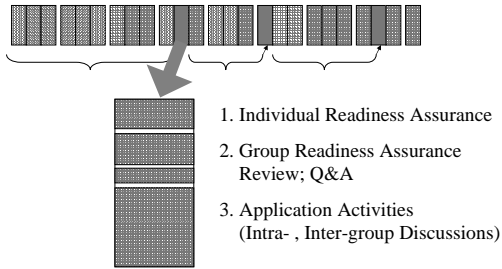 1. Individual Readiness Assurance
2. Group Readiness Assurance
Review; Q&A
3. Application Activities
(Intra- , Inter-group Discussions)